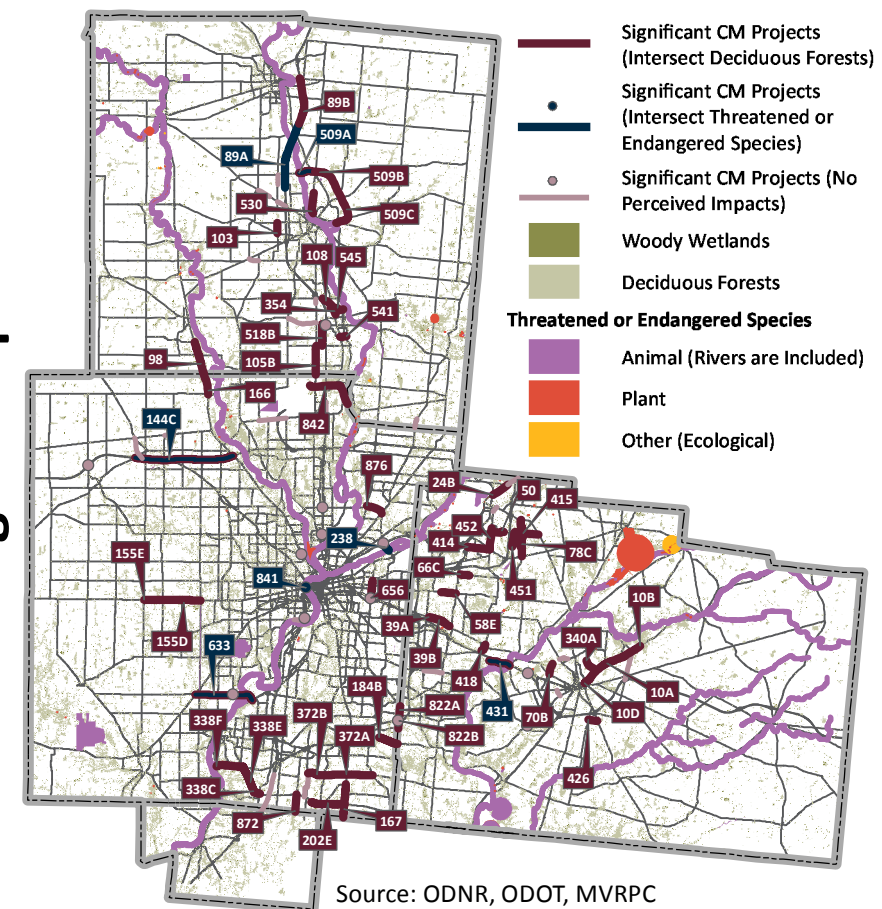 Significant CM Projects
(Intersect Deciduous Forests)
Significant CM Projects
(Intersect Threatened or
Endangered Species)
Significant CM Projects (No
Perceived Impacts)
Woody Wetlands
Deciduous Forests
Threatened or Endangered Species
Animal (Rivers are Included)
Plant
Other (Ecological)
89B
509A
89A
509B
530
509C
103
108
545
354
541
518B
98
105B
166
144C
842
876
24B
50
415
452
238
414
78C
155E
66C
841
451
656
10B
39A
58E
155D
340A
633
39B
418
184B
10A
822A
338F
372B
431
70B
10D
338E
372A
822B
426
338C
872
167
202E
Source: ODNR, ODOT, MVRPC